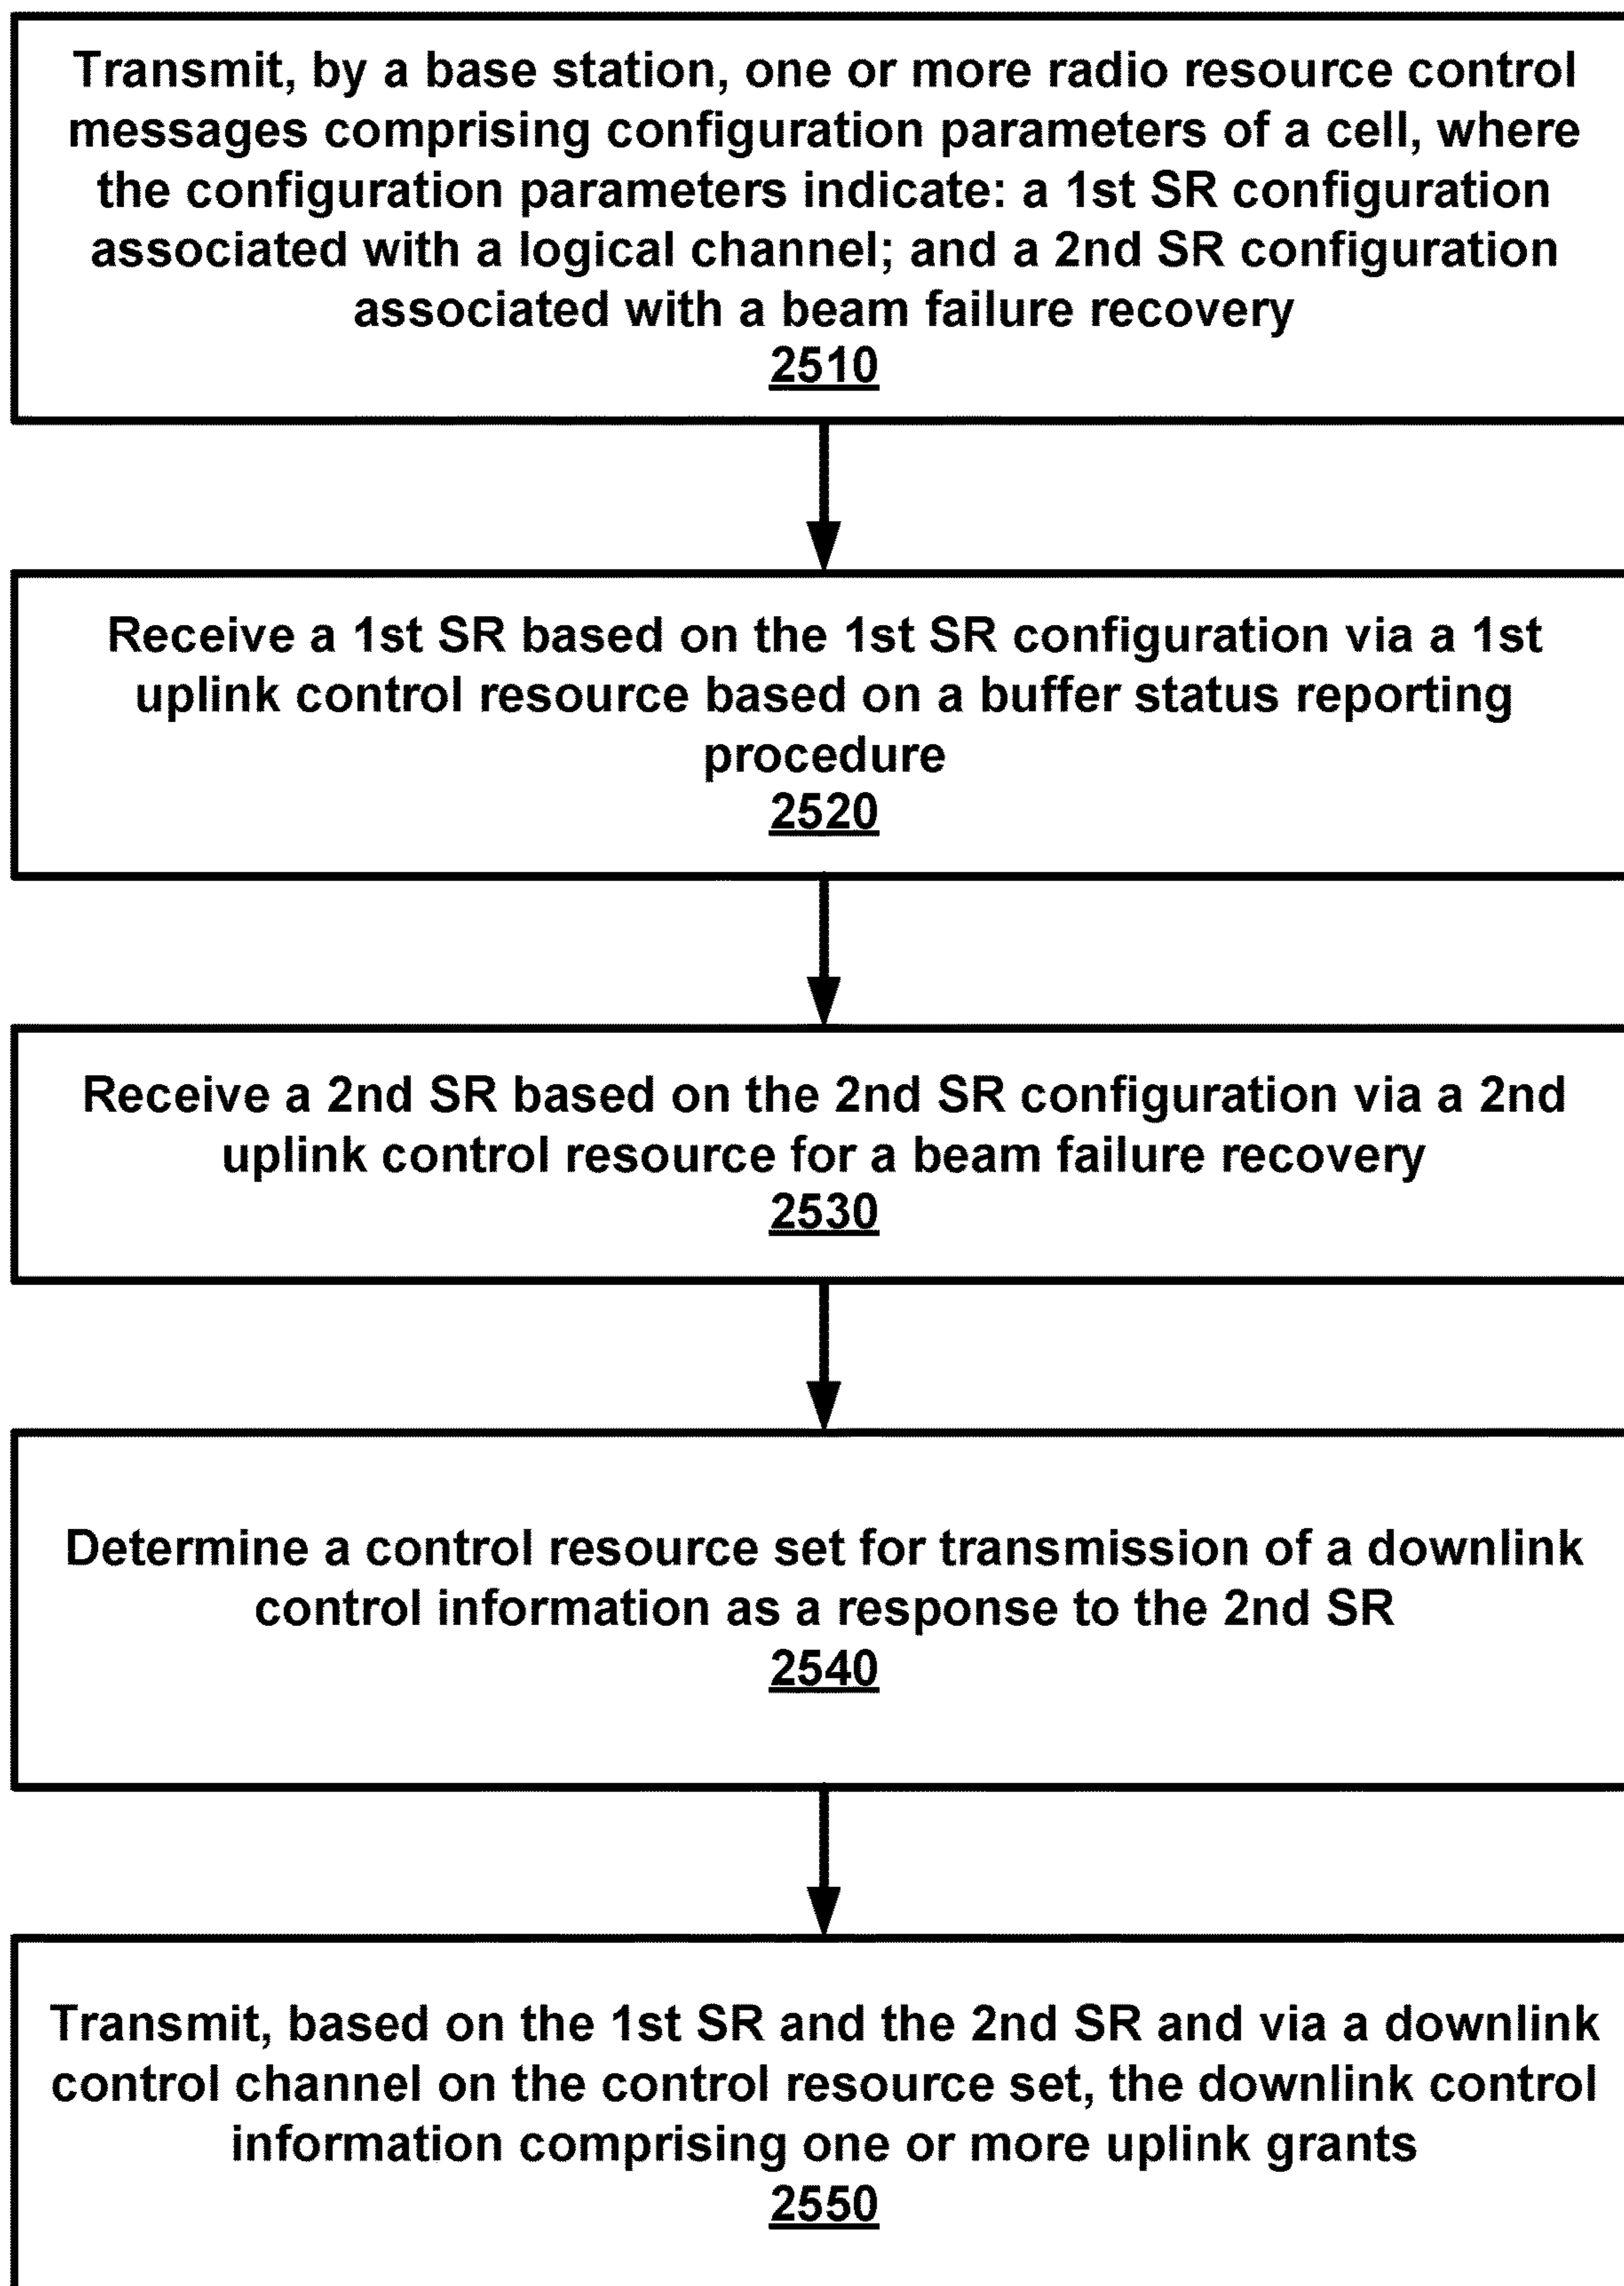 Transmit, by a base station, one or more radio resource control
messages comprising configuration parameters of a cell, where
the configuration parameters indicate: a 1st SR configuration
associated with a logical channel; and a 2nd SR configuration
associated with a beam failure recovery
2510
Receive a 1st SR based on the 1st SR configuration via a 1st
uplink control resource based on a buffer status reporting
procedure
2520
Receive a 2nd SR based on the 2nd SR configuration via a 2nd
uplink control resource for a beam failure recovery
2530
Determine a control resource set for transmission of a downlink
control information as a response to the 2nd SR
2540
Transmit, based on the 1st SR and the 2nd SR and via a downlink
control channel on the control resource set, the downlink control
information comprising one or more uplink grants
2550